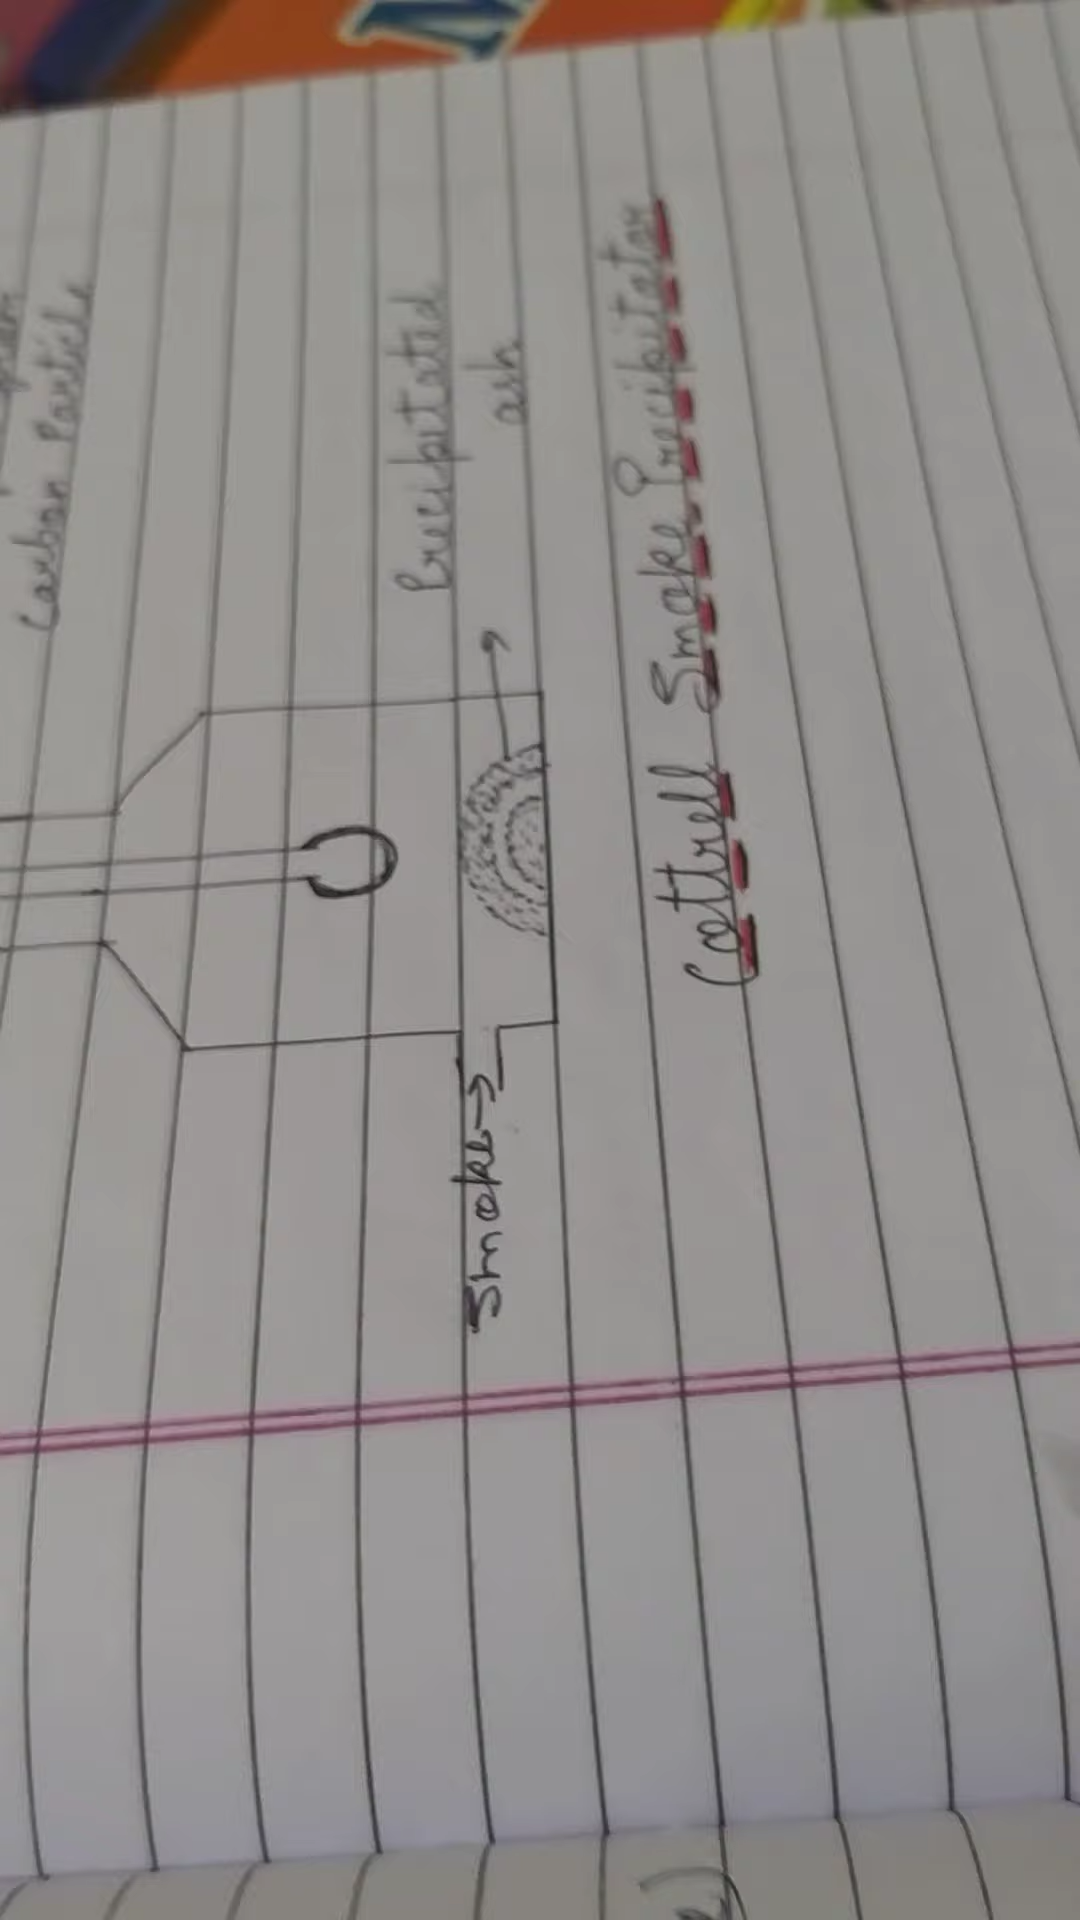 Carbon Particle
Precipitated
ash
Smoke→
Cottrell Smoke Precipitator